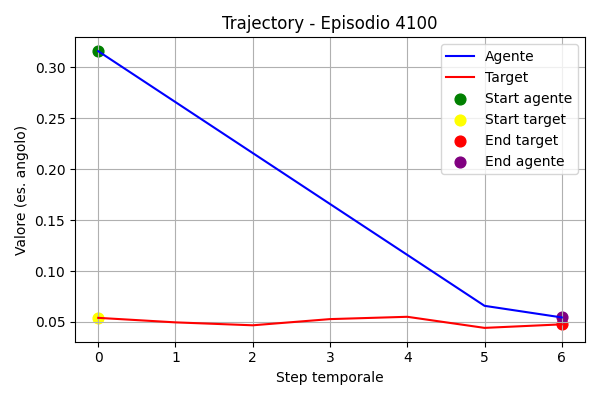 Trajectory - Episodio 4100
Agente
Target
Start agente
Start target
End target
End agente
Valore (es. angolo)
0.30
0.25
0.20
0.15
0.10
0.05
0 1 2 3 4 5 6
Step temporale